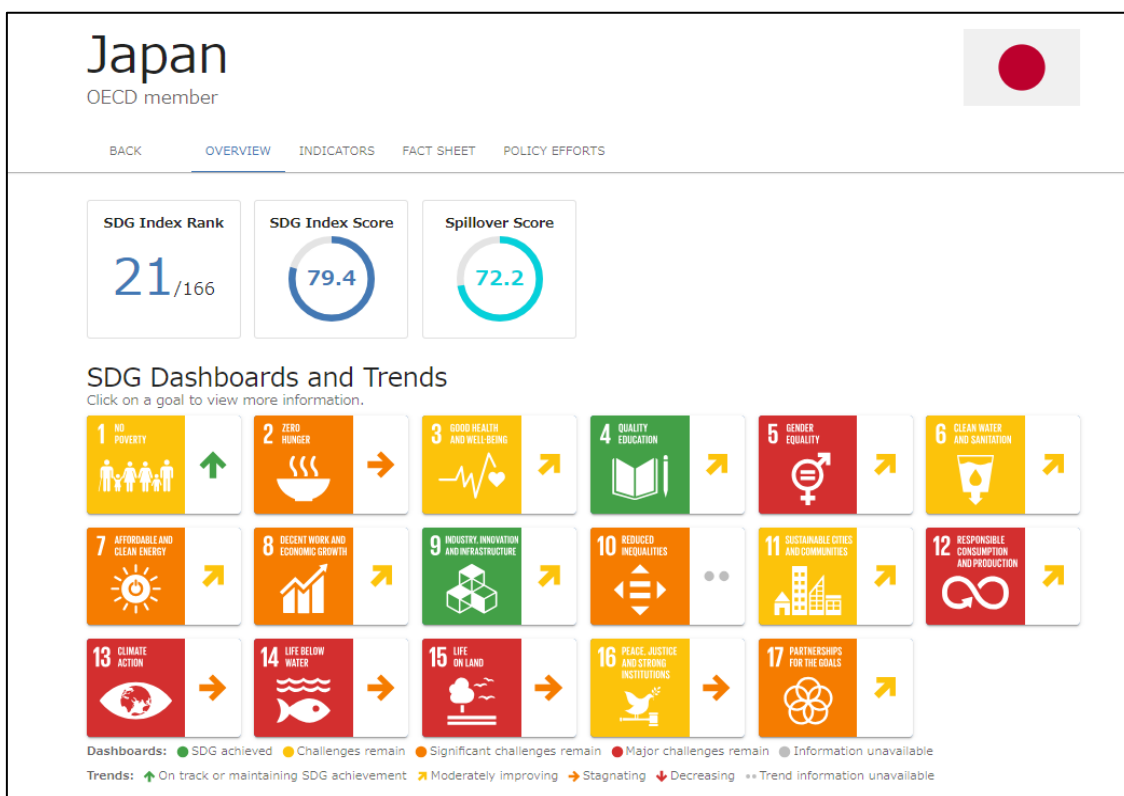 Japan
OECD member
BACK OVERVIEW INDICATORS FACT SHEET POLICY EFFORTS
SDG Index Rank
21/166
SDG Index Score
79.4
Spillover Score
72.2
SDG Dashboards and Trends
Click on a goal to view more information.
1 NO
POVERTY
2 ZERO
HUNGER
3 GOOD HEALTH
AND WELL-BEING
4 QUALITY
EDUCATION
5 GENDER
EQUALITY
6 CLEAN WATER
AND SANITATION
7 AFFORDABLE AND
CLEAN ENERGY
8 DECENT WORK AND
ECONOMIC GROWTH
9 INDUSTRY, INNOVATION
AND INFRASTRUCTURE
10 REDUCED
INEQUALITIES
11 SUSTAINABLE CITIES
AND COMMUNITIES
12 RESPONSIBLE
CONSUMPTION
AND PRODUCTION
13 CLIMATE
ACTION
14 LIFE BELOW
WATER
15 LIFE
ON LAND
16 PEACE, JUSTICE
AND STRONG
INSTITUTIONS
17 PARTNERSHIPS
FOR THE GOALS
Dashboards: SDG achieved Challenges remain Significant challenges remain Major challenges remain Information unavailable
Trends: On track or maintaining SDG achievement Moderately improving Stagnating Decreasing Trend information unavailable